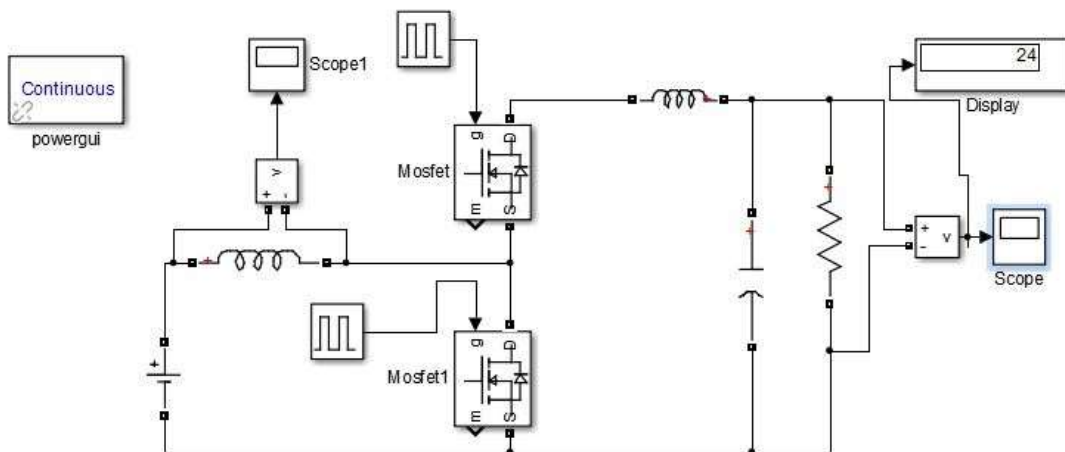 Continuous
powergui
Scope1
v
+ -
g
D
Mosfet
m
S
+
g
D
Mosfet1
m
S
+
+
+
+
-
v
24
Display
Scope